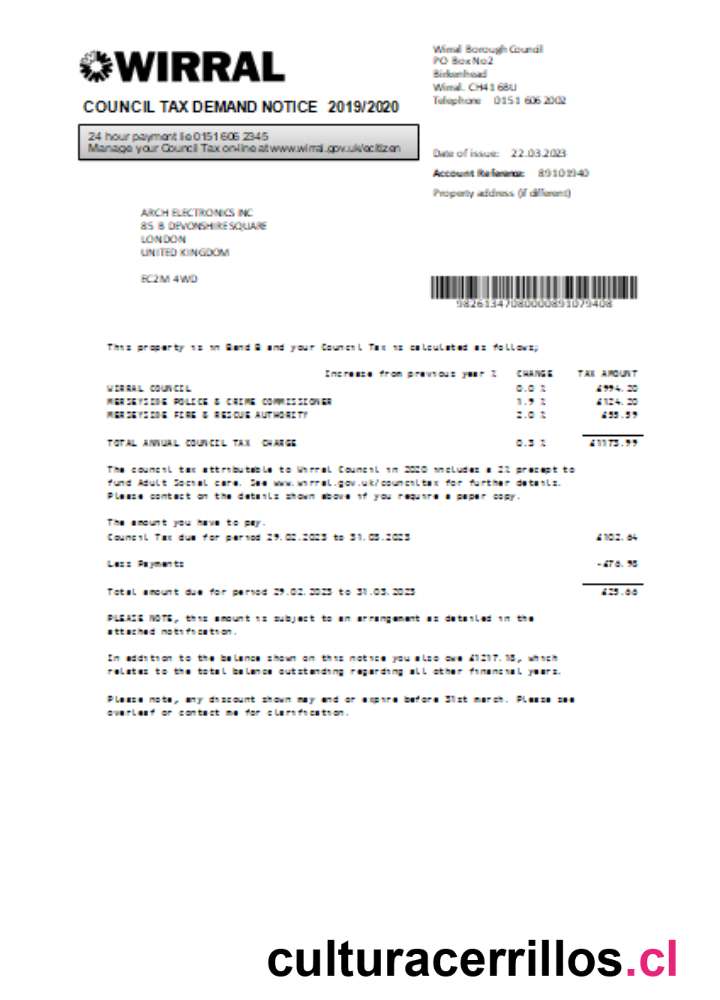 WIRRAL
COUNCIL TAX DEMAND NOTICE 2019/2020
24 hour payment lie 0151 606 2345
Manage your Council Tax on-line at www.wirral.gov.uk/ecitizen
Wirral Borough Council
PO Box No2
Birkenhead
Wirral. CH41 6BU
Telephone 0151 606 2002
Date of issue: 22.03.2023
Account Reference: 89101940
Property address (if different)
ARCH ELECTRONICS INC
85 B DEVONSHIRE SQUARE
LONDON
UNITED KINGDOM
EC2M 4WD
98261347080000891079408
This property is in Band B and your Council Tax is calculated as follows;
Increase from previous year % CHANGE TAX AMOUNT
WIRRAL COUNCIL 0.0 % £994.20
MERSEYSIDE POLICE & CRIME COMMISSIONER 1.9 % £124.20
MERSEYSIDE FIRE & RESCUE AUTHORITY 2.0 %
TOTAL ANNUAL COUNCIL TAX CHARGE 0.3 % £1173.99
The council tax attributable to Wirral Council in 2020 includes a 2% precept to
fund Adult Social care. See www.wirral.gov.uk/counciltax for further details.
Please contact on the details shown above if you require a paper copy.
The amount you have to pay.
Council Tax due for period 29.02.2023 to 31.03.2023 £102.64
Less Payments -£76.98
Total amount due for period 29.02.2023 to 31.03.2023 £25.66
PLEASE NOTE, this amount is subject to an arrangement as detailed in the
attached notification.
In addition to the balance shown on this notice you also owe £1217.18, which
relates to the total balance outstanding regarding all other financial years.
Please note, any discount shown may end or expire before 31st march. Please see
overleaf or contact me for clarification.
culturacerrillos.cl